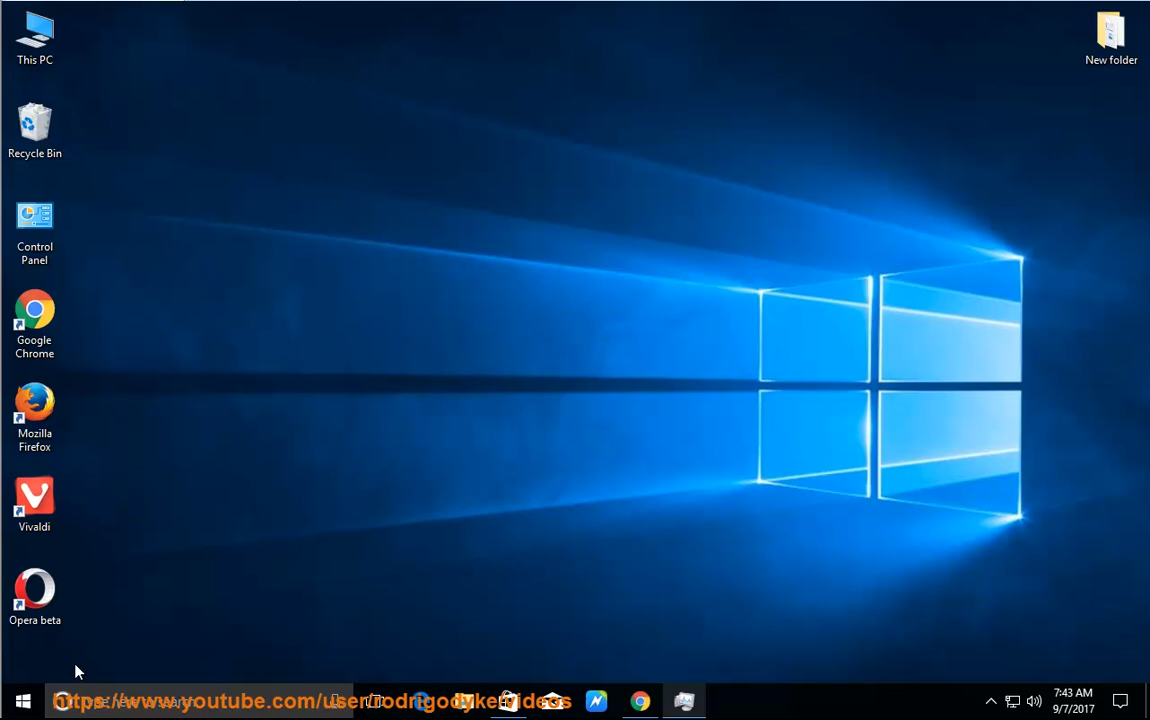 This PC
New folder
Recycle Bin
Control
Panel
Google
Chrome
Mozilla
Firefox
Vivaldi
Opera beta
https://www.youtube.com/user/rodrigodykervideos
7:43 AM
9/7/2017